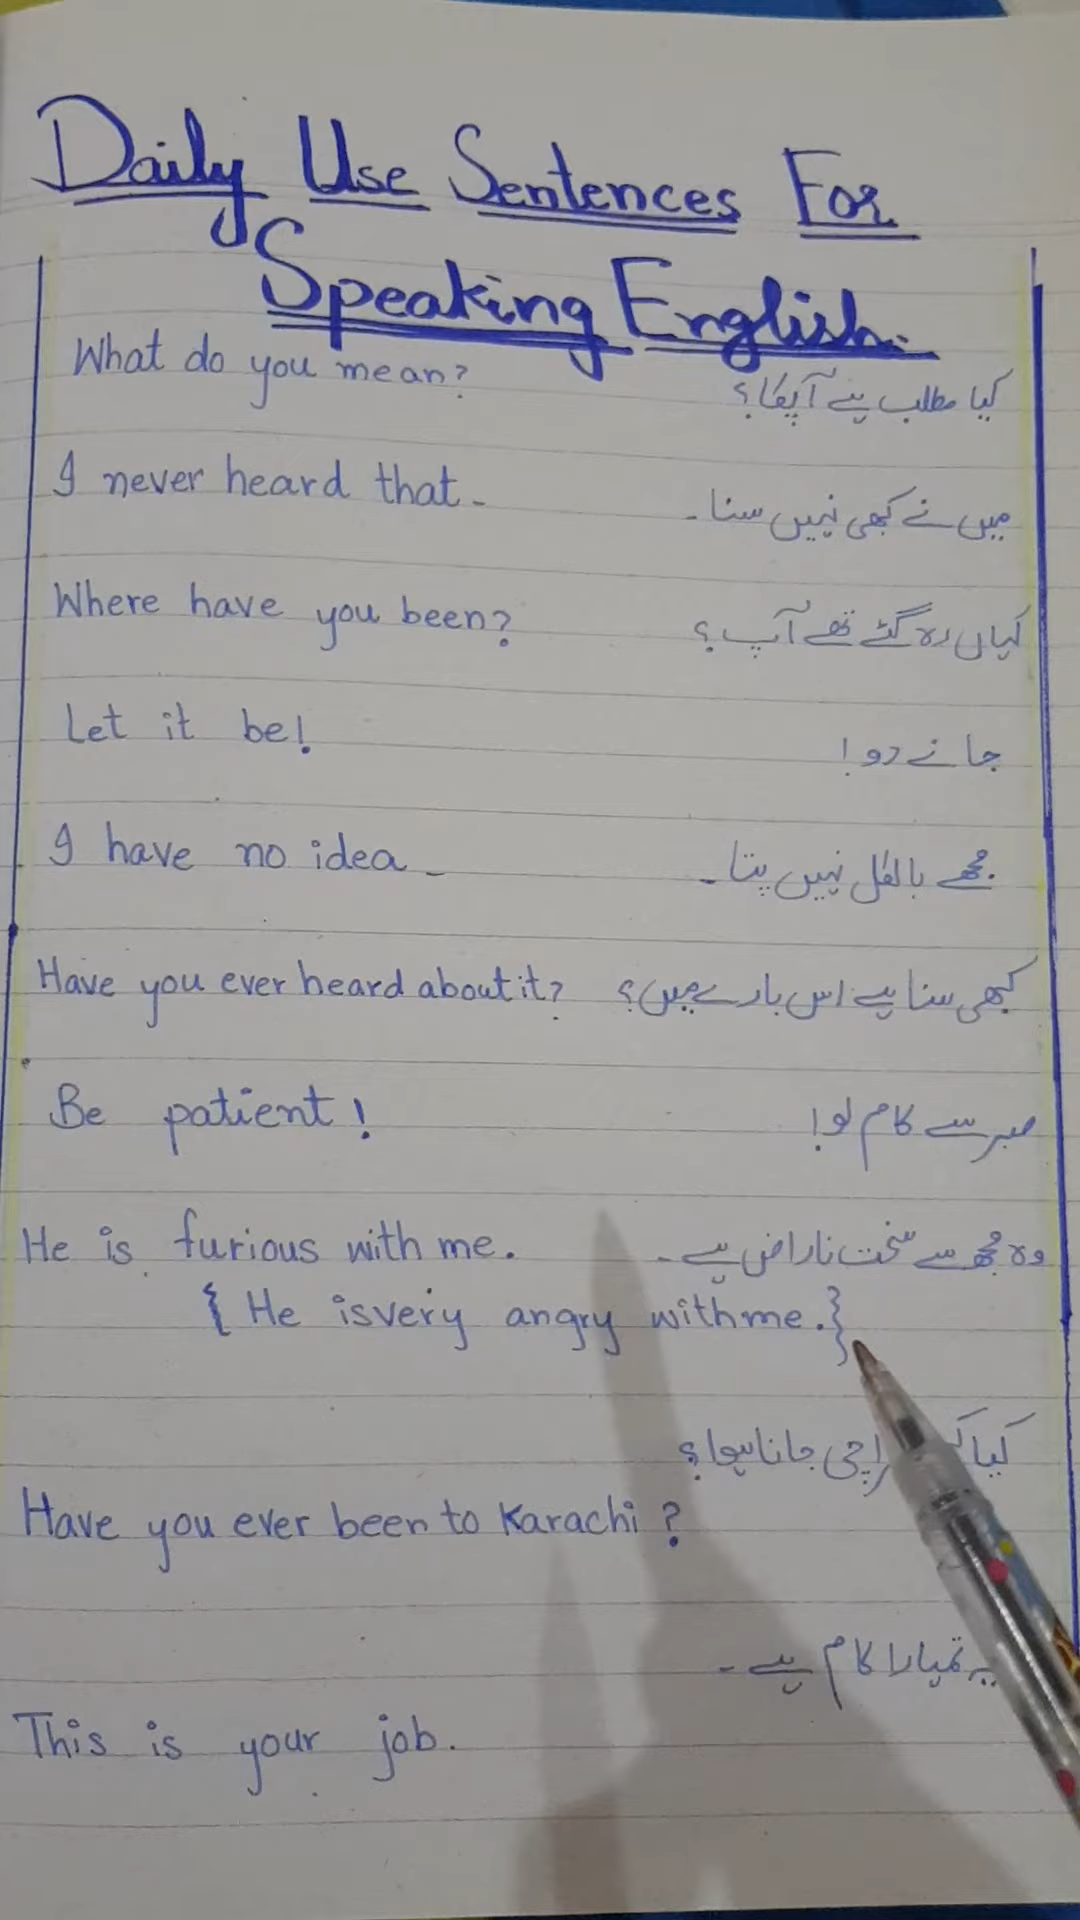 Daily Use Sentences For
Speaking English.
What do you mean? کیا مطلب ہے آپکا؟
I never heard that. میں نے کبھی نہیں سنا۔
Where have you been? کہاں رہ گئے تھے آپ؟
Let it be! جانے دو!
I have no idea. مجھے بالکل نہیں پتا۔
Have you ever heard about it? کبھی سنا ہے اس بارے میں؟
Be patient! صبر سے کام لو!
He is furious with me. وہ مجھ سے سخت ناراض ہے۔
{ He is very angry with me. }
کیا جانا ہوا؟
Have you ever been to Karachi?
یہ تمہارا کام ہے۔
This is your job.